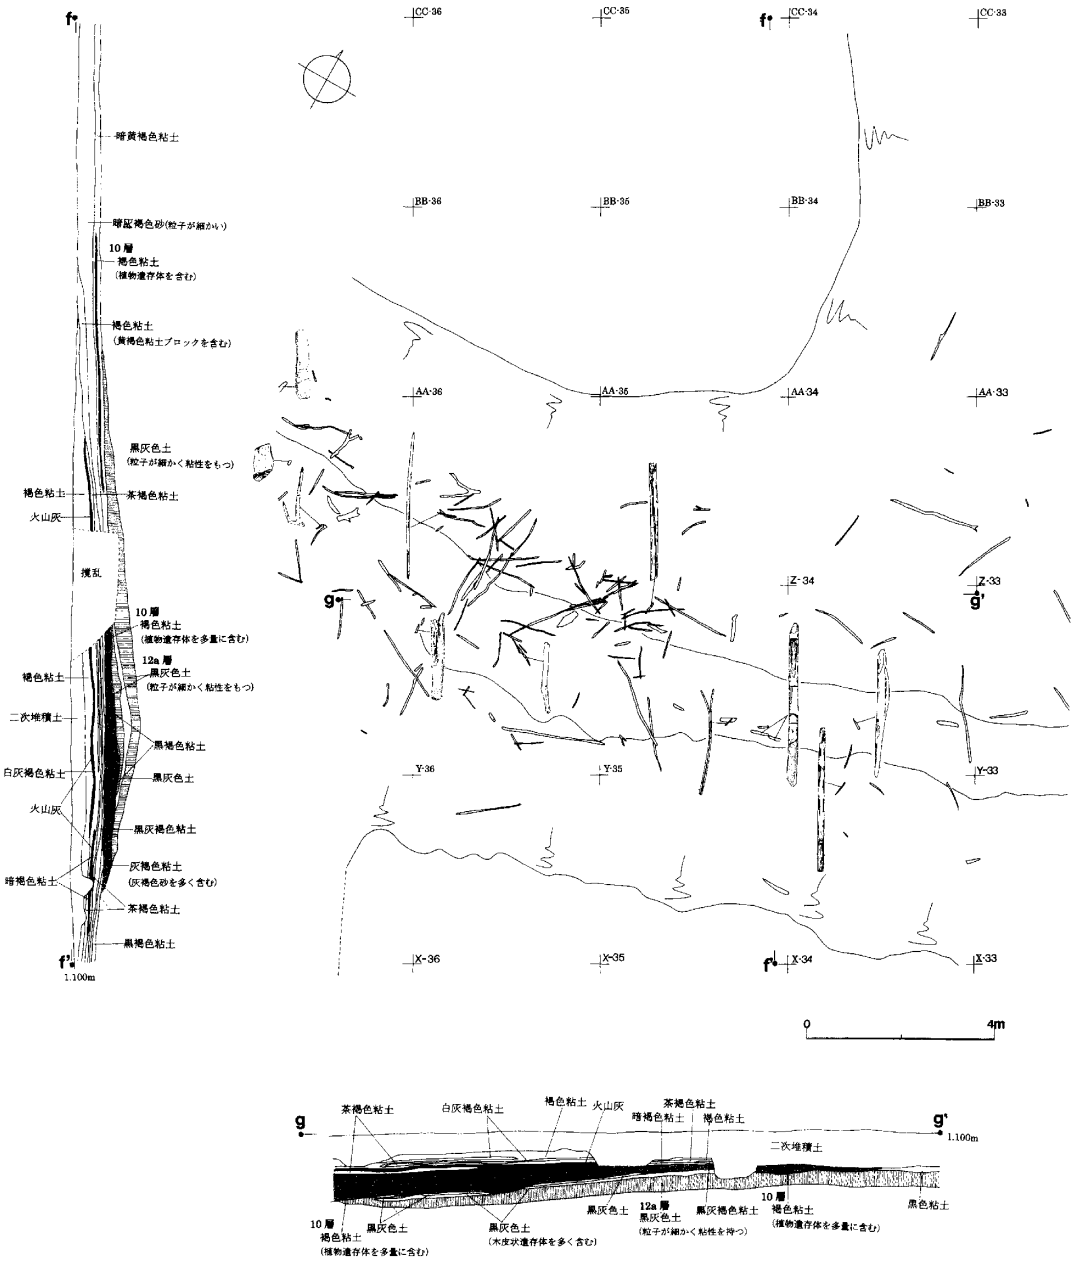 f
CC-36
CC-35
f
CC-34
CC-33
暗黄褐色粘土
BB-36
BB-35
BB-34
BB-33
暗灰褐色砂(粒子が細かい)
10層
褐色粘土
(植物遺存体を含む)
褐色粘土
(黄褐色粘土ブロックを含む)
AA-36
AA-35
AA-34
AA-33
黒灰色土
(粒子が細かく粘性をもつ)
褐色粘土
茶褐色粘土
火山灰
攪乱
Z-34
Z-33
g
g'
10層
褐色粘土
(植物遺存体を多量に含む)
12a層
黒灰色土
(粒子が細かく粘性をもつ)
褐色粘土
二次堆積土
黒褐色粘土
白灰褐色粘土
黒灰色土
Y-36
Y-35
Y-33
火山灰
黒灰褐色粘土
灰褐色粘土
(灰褐色砂を多く含む)
暗褐色粘土
茶褐色粘土
黒褐色粘土
f'
1.100m
X-36
X-35
f'
X-34
X-33
0
4m
茶褐色粘土
白灰褐色粘土
褐色粘土
火山灰
茶褐色粘土
暗褐色粘土
褐色粘土
g
g'
1.100m
二次堆積土
10層
褐色粘土
(植物遺存体を多量に含む)
黒灰色土
黒灰色土
(木皮状遺存体を多く含む)
黒灰色土
12a層
黒灰色土
(粒子が細かく粘性を持つ)
黒灰褐色粘土
10層
褐色粘土
(植物遺存体を多量に含む)
黒色粘土